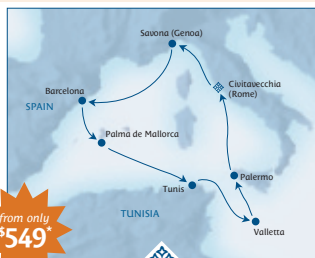 Savona (Genoa)
Barcelona
Civitavecchia
(Rome)
SPAIN
Palma de Mallorca
Tunis
Palermo
from only
$549*
TUNISIA
Valletta